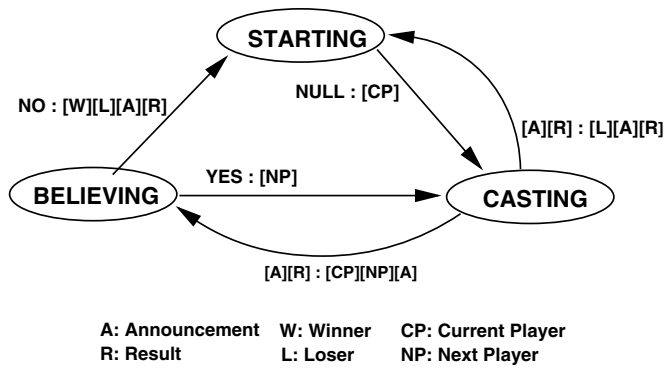 STARTING
NULL : [CP]
NO : [W][L][A][R]
[A][R] : [L][A][R]
YES : [NP]
BELIEVING
CASTING
[A][R] : [CP][NP][A]
A: Announcement W: Winner CP: Current Player
R: Result L: Loser NP: Next Player